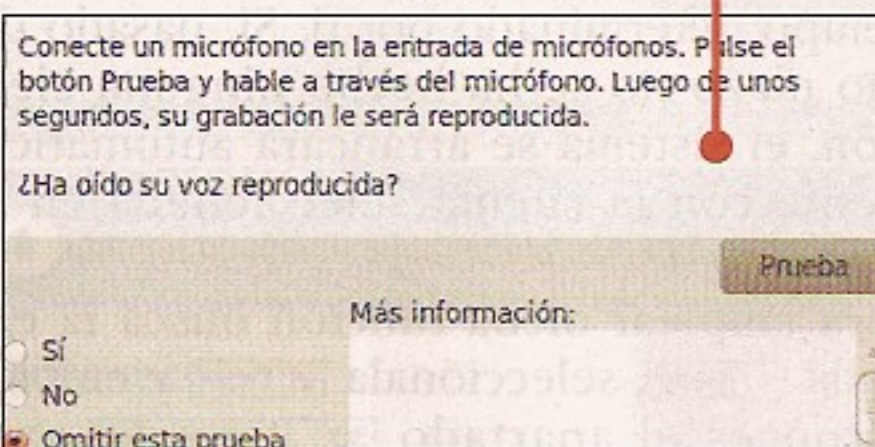 Conecte un micrófono en la entrada de micrófonos. Pulse el
botón Prueba y hable a través del micrófono. Luego de unos
segundos, su grabación le será reproducida.
¿Ha oído su voz reproducida?
Prueba
Más información:
Sí
No
Omitir esta prueba